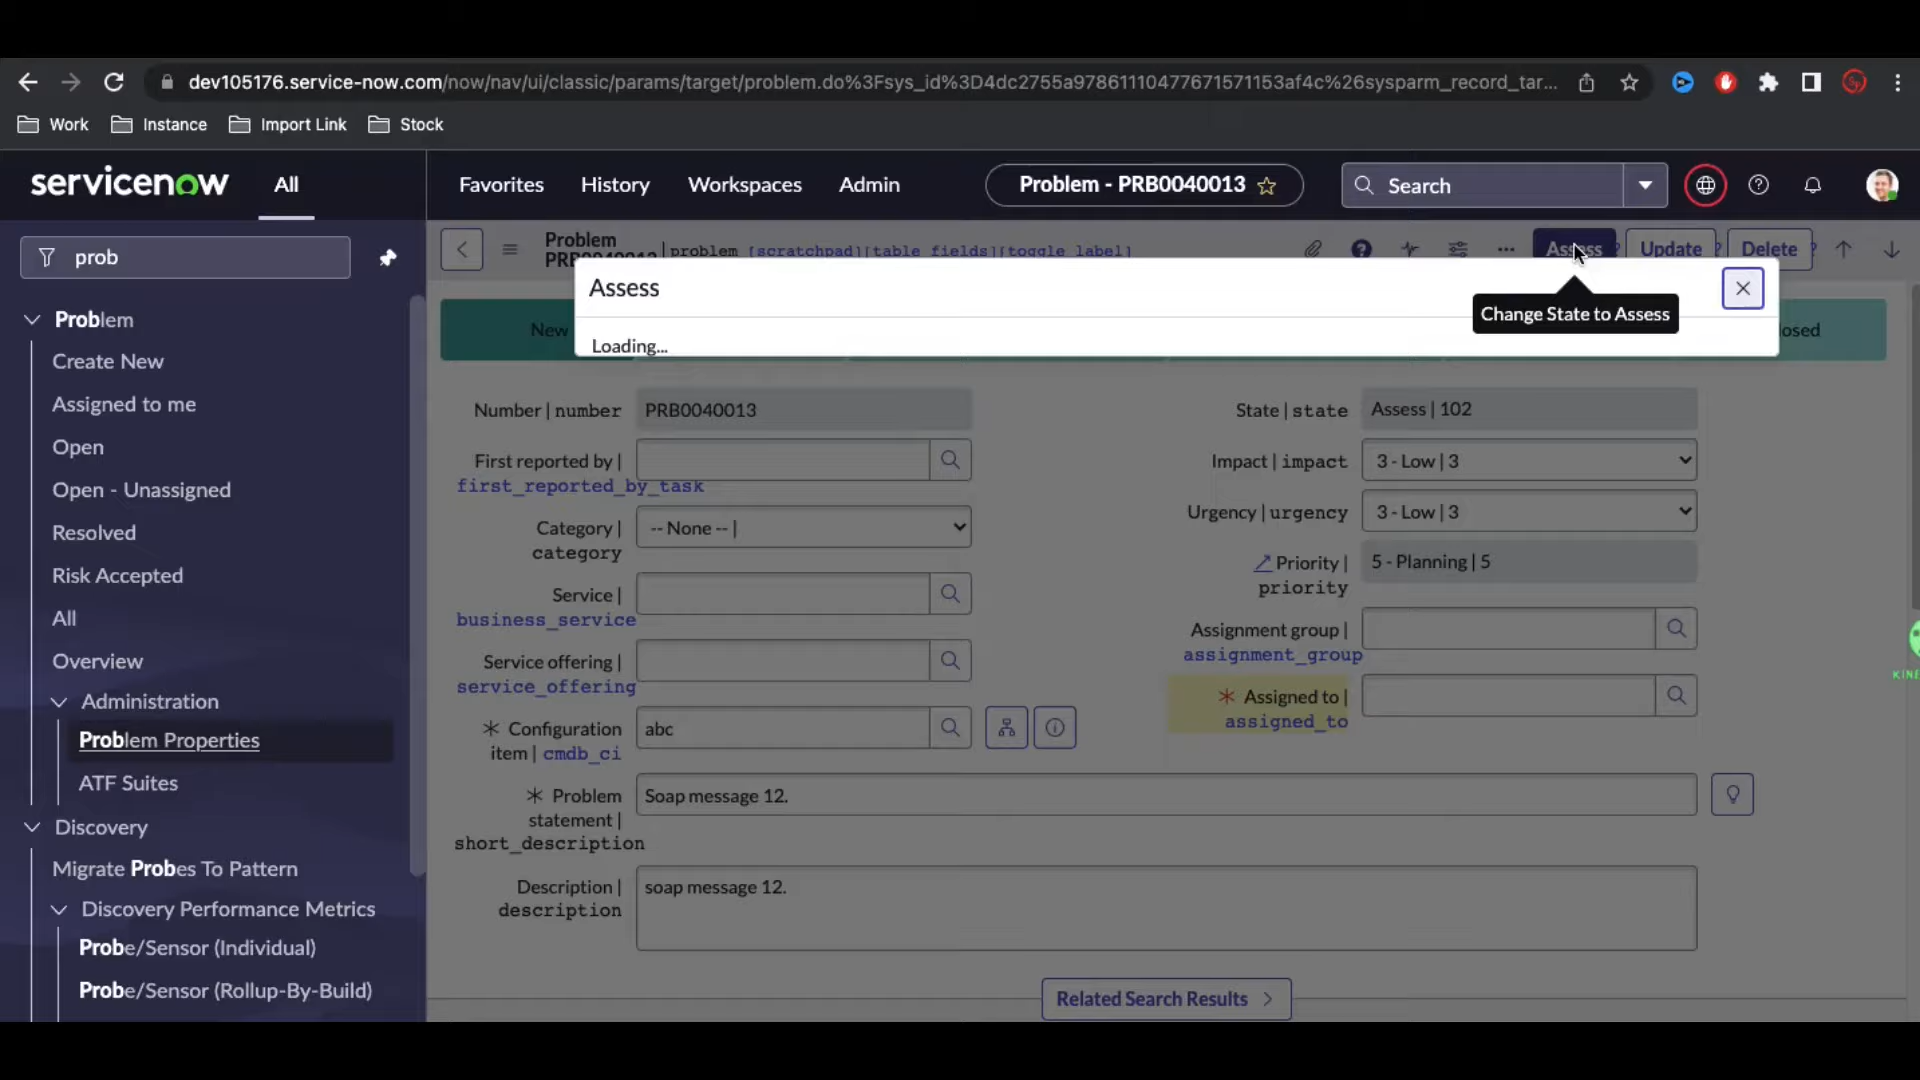 dev105176.service-now.com/now/nav/ui/classic/params/target/problem.do%3Fsys_id%3D4dc2755a97861110477671571153af4c%26sysparm_record_tar...
Work Instance Import Link Stock
servicenow All Favorites History Workspaces Admin Problem - PRB0040013 Search
prob
Problem
Create New
Assigned to me
Open
Open - Unassigned
Resolved
Risk Accepted
All
Overview
Administration
Problem Properties
ATF Suites
Discovery
Migrate Probes To Pattern
Discovery Performance Metrics
Probe/Sensor (Individual)
Probe/Sensor (Rollup-By-Build)
Problem
PRB0040013 | problem [scratchpad][table fields][toggle label]
Assess Update Delete
Assess
Change State to Assess
Loading...
New
Number | number PRB0040013
First reported by |
first_reported_by_task
Category | -- None -- |
category
Service |
business_service
Service offering |
service_offering
* Configuration abc
item | cmdb_ci
* Problem Soap message 12.
statement |
short_description
Description | soap message 12.
description
State | state Assess | 102
Impact | impact 3 - Low | 3
Urgency | urgency 3 - Low | 3
Priority | 5 - Planning | 5
priority
Assignment group |
assignment_group
* Assigned to |
assigned_to
Related Search Results